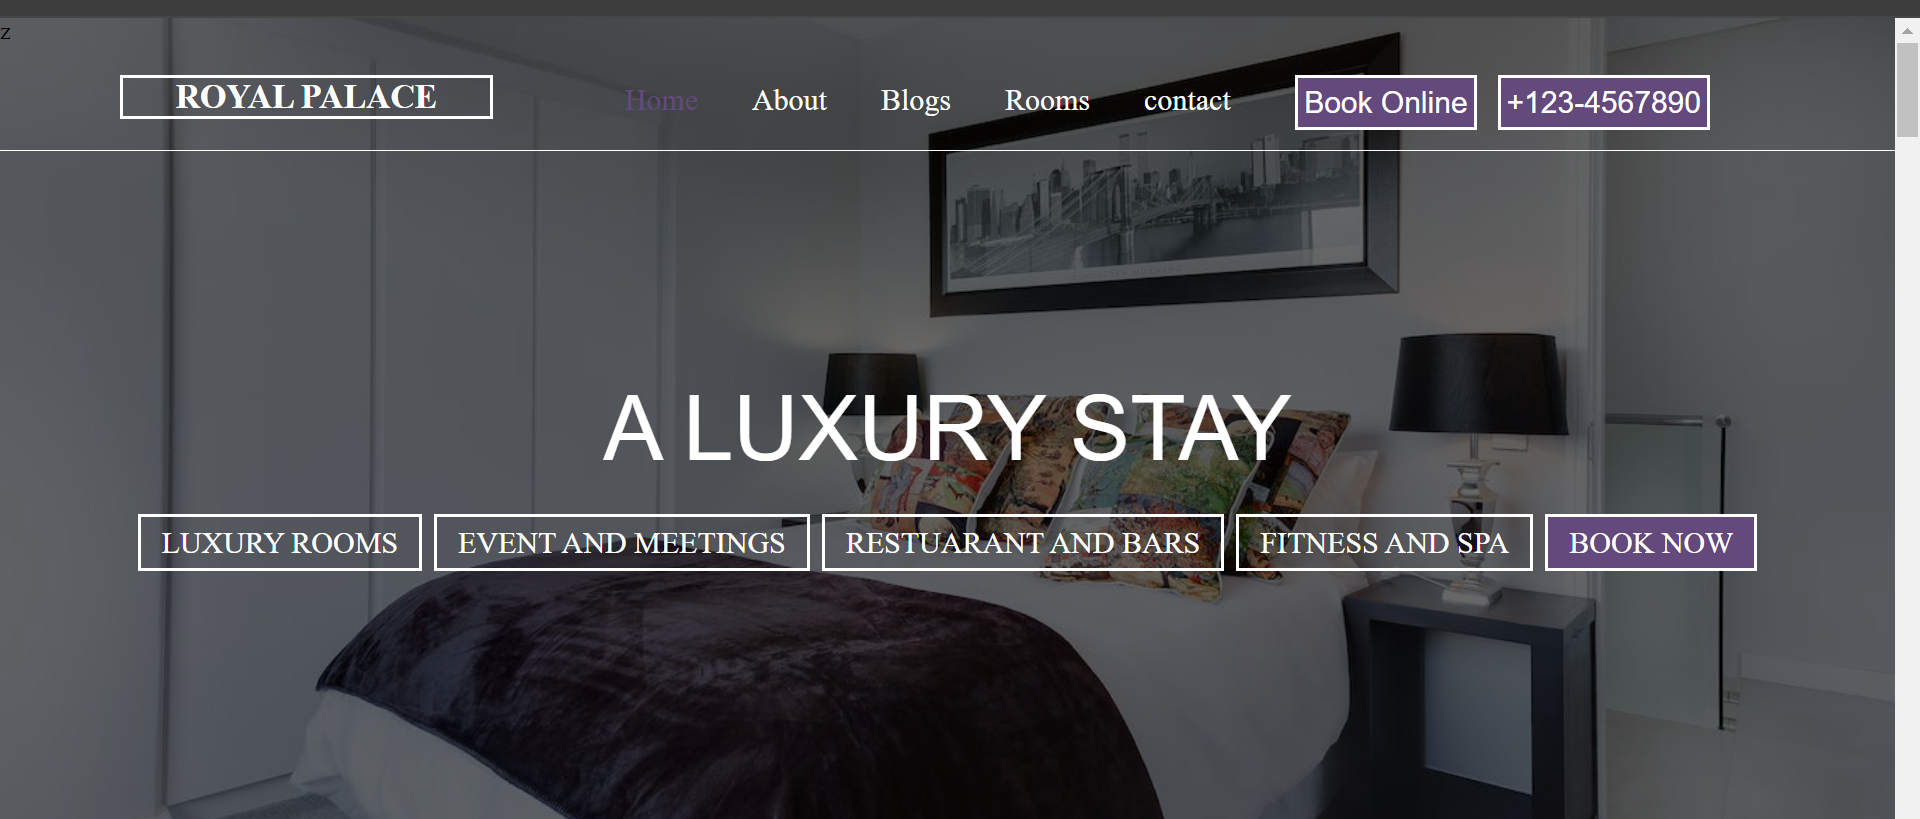 z
ROYAL PALACE
Home About Blogs Rooms contact Book Online +123-4567890
A LUXURY STAY
LUXURY ROOMS EVENT AND MEETINGS RESTUARANT AND BARS FITNESS AND SPA BOOK NOW